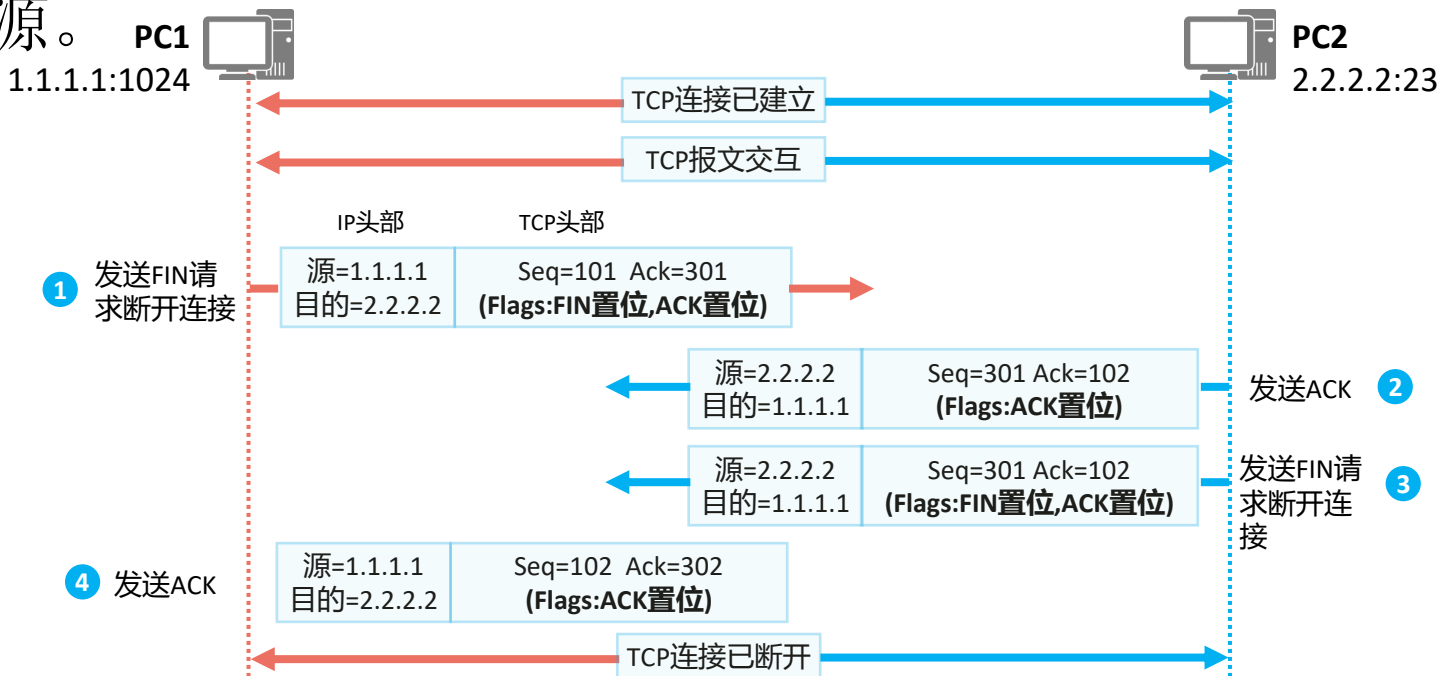 源。
PC1
1.1.1.1:1024
PC2
2.2.2.2:23
TCP连接已建立
TCP报文交互
IP头部
TCP头部
1
发送FIN请
求断开连接
源=1.1.1.1
目的=2.2.2.2
Seq=101 Ack=301
(Flags:FIN置位,ACK置位)
源=2.2.2.2
目的=1.1.1.1
Seq=301 Ack=102
(Flags:ACK置位)
发送ACK
2
源=2.2.2.2
目的=1.1.1.1
Seq=301 Ack=102
(Flags:FIN置位,ACK置位)
发送FIN请
求断开连
接
3
4
发送ACK
源=1.1.1.1
目的=2.2.2.2
Seq=102 Ack=302
(Flags:ACK置位)
TCP连接已断开